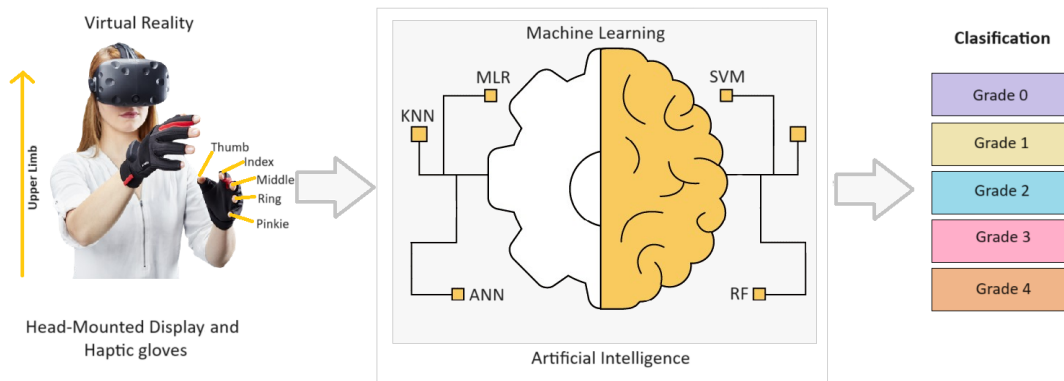 Virtual Reality
Upper Limb
Thumb
Index
Middle
Ring
Pinkie
Head-Mounted Display and
Haptic gloves
Machine Learning
MLR
KNN
ANN
SVM
RF
Artificial Intelligence
Clasification
Grade 0
Grade 1
Grade 2
Grade 3
Grade 4